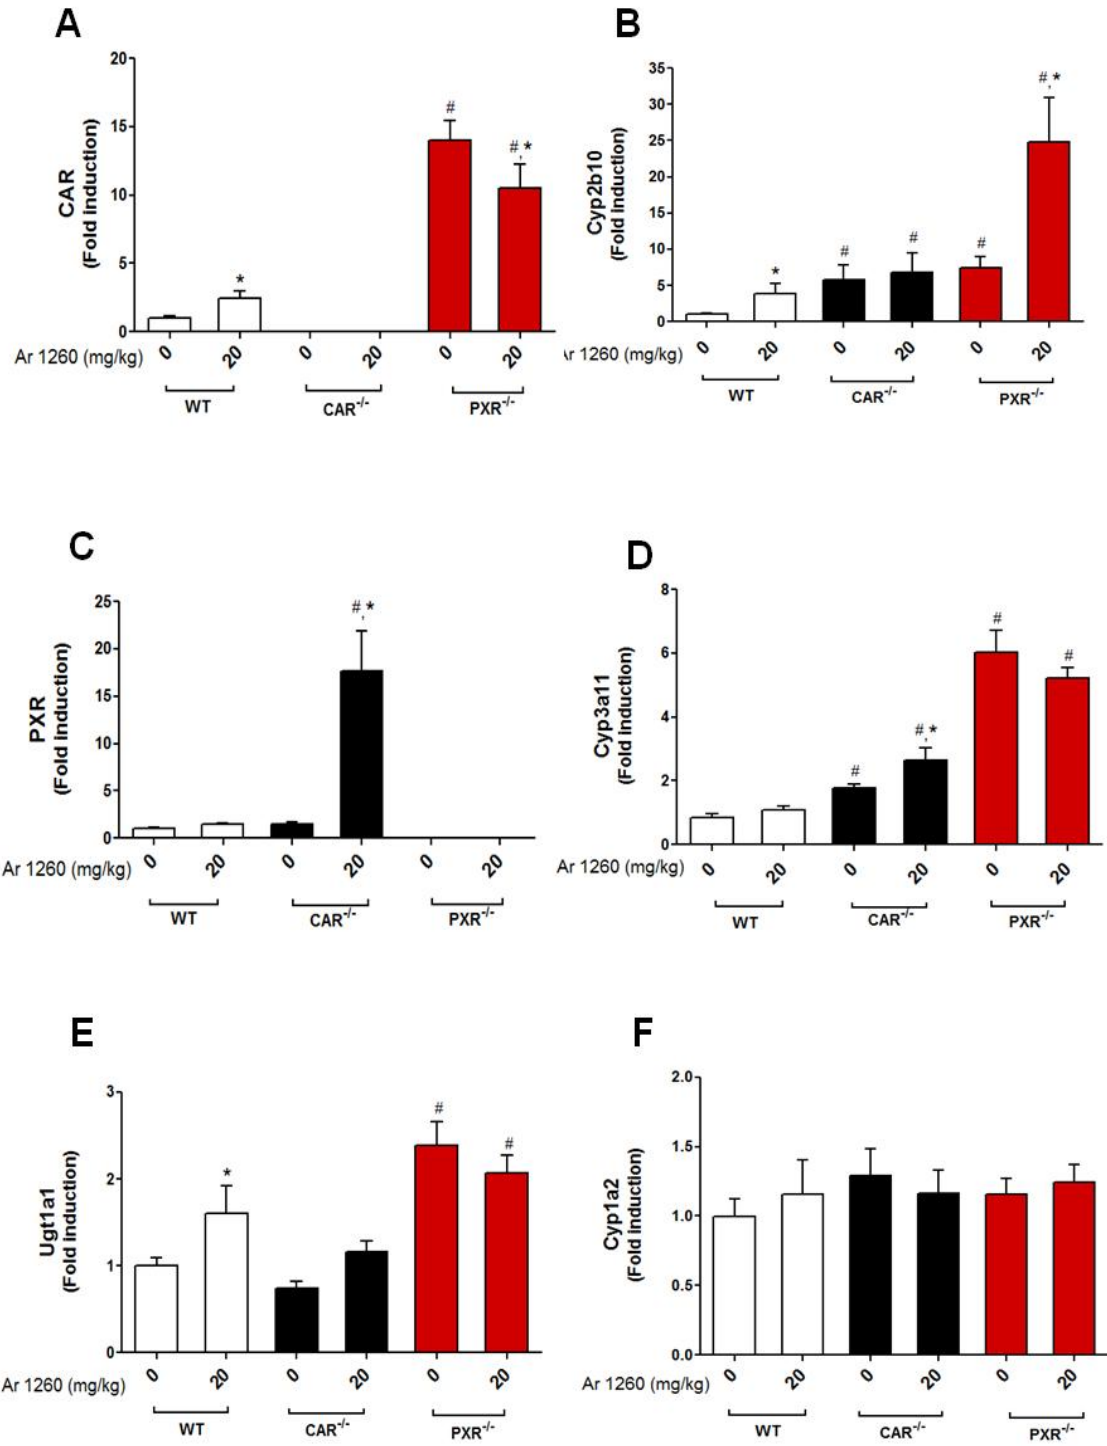 A
CAR
(Fold induction)
20
15
10
5
0
*
#
#,*
Ar 1260 (mg/kg)
0 20 0 20 0 20
WT CAR-/- PXR-/-
B
Cyp2b10
(Fold induction)
35
30
25
20
15
10
5
0
*
#
#
#
#,*
Ar 1260 (mg/kg)
0 20 0 20 0 20
WT CAR-/- PXR-/-
C
PXR
(Fold induction)
25
20
15
10
5
0
#,*
Ar 1260 (mg/kg)
0 20 0 20 0 20
WT CAR-/- PXR-/-
D
Cyp3a11
(Fold induction)
8
6
4
2
0
#
#,*
#
#
Ar 1260 (mg/kg)
0 20 0 20 0 20
WT CAR-/- PXR-/-
E
Ugt1a1
(Fold induction)
3
2
1
0
*
#
#
Ar 1260 (mg/kg)
0 20 0 20 0 20
WT CAR-/- PXR-/-
F
Cyp1a2
(Fold induction)
2.0
1.5
1.0
0.5
0.0
Ar 1260 (mg/kg)
0 20 0 20 0 20
WT CAR-/- PXR-/-